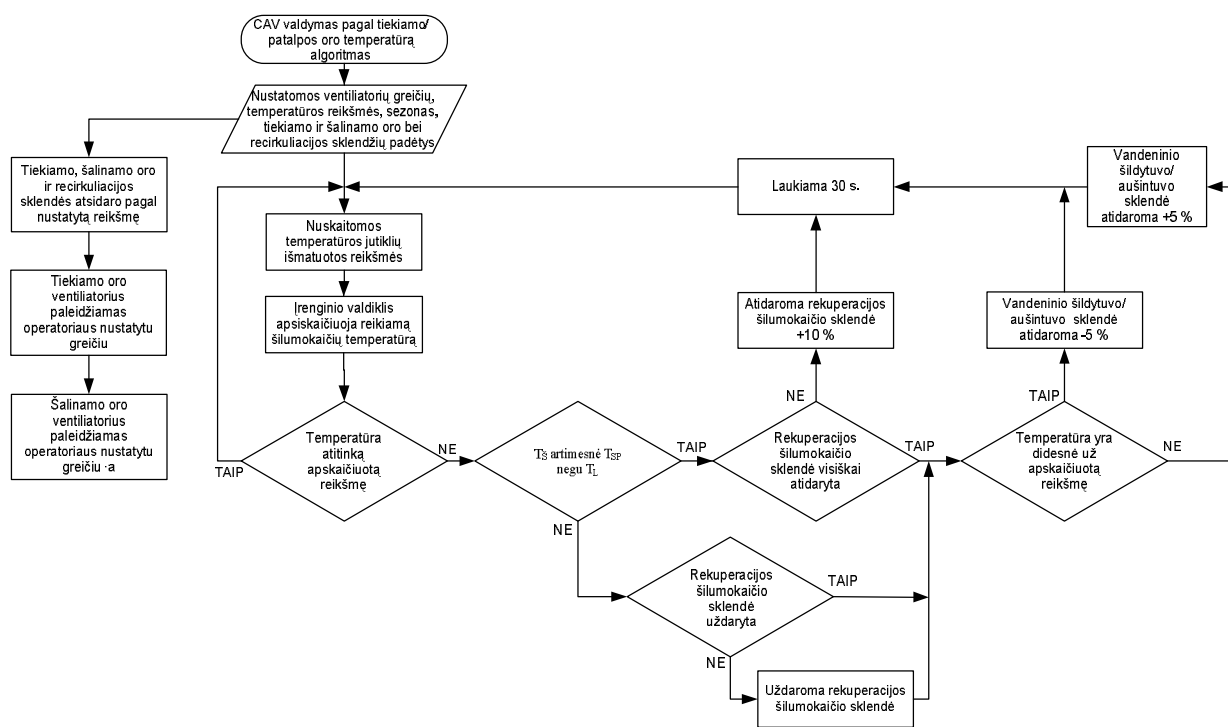 CAV valdymas pagal tiekiamo/
patalpos oro temperatūrą
algoritmas
Nustatomos ventiliatorių greičių,
temperatūros reikšmės, sezonas,
tiekiamo ir šalinamo oro bei
recirkuliacijos sklendžių padėtys
Tiekiamo, šalinamo oro
ir recirkuliacijos
sklendės atsidaro pagal
nustatytą reikšmę
Tiekiamo oro
ventiliatorius
paleidžiamas
operatoriaus nustatytu
greičiu
Šalinamo oro
ventiliatorius
paleidžiamas
operatoriaus nustatytu
greičiu ·a
Nuskaitomos
temperatūros jutiklių
išmatuotos reikšmės
Įrenginio valdiklis
apsiskaičiuoja reikiamą
šilumokaičių temperatūrą
Temperatūra
atitinką
apskaičiuotą
reikšmę
TAIP
NE
TŠ artimesnė TSP
negu TL
TAIP
NE
Laukiama 30 s.
Atidaroma rekuperacijos
šilumokaičio sklendė
+10 %
NE
Rekuperacijos
šilumokaičio
sklendė visiškai
atidaryta
TAIP
Vandeninio
šildytuvo/
aušintuvo
sklendė
atidaroma +5 %
Vandeninio šildytuvo/
aušintuvo sklendė
atidaroma -5 %
TAIP
Temperatūra yra
didesnė už
apskaičiuotą
reikšmę
NE
Rekuperacijos
šilumokaičio
sklendė
uždaryta
TAIP
NE
Uždaroma rekuperacijos
šilumokaičio sklendė